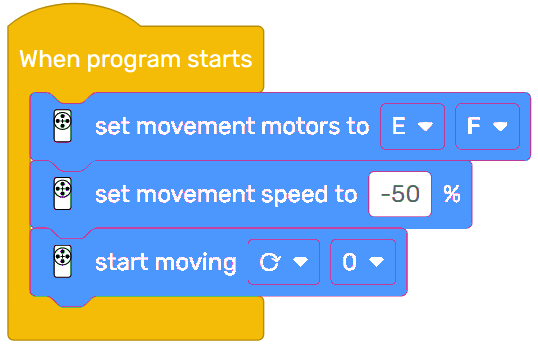 When program starts
set movement motors to E F
set movement speed to -50 %
start moving 0